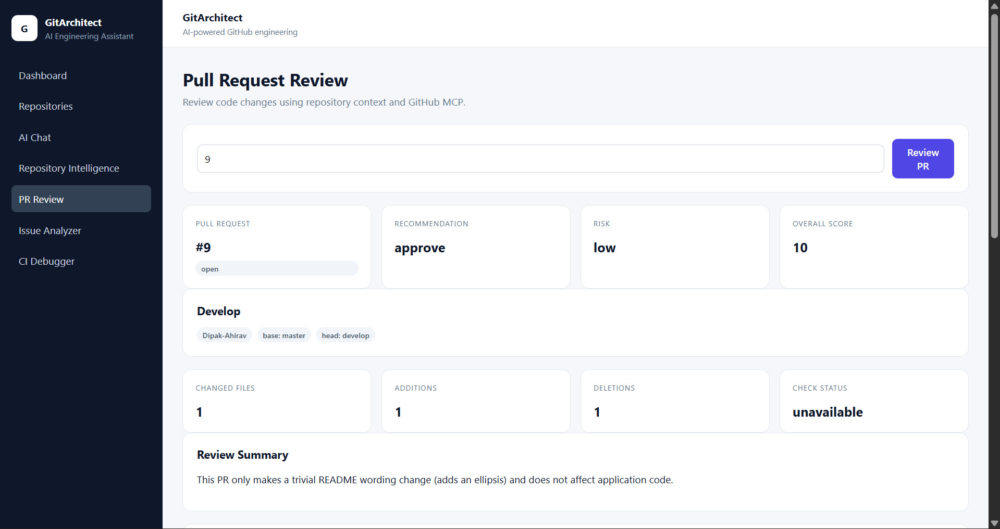 G
GitArchitect
AI Engineering Assistant
Dashboard
Repositories
AI Chat
Repository Intelligence
PR Review
Issue Analyzer
CI Debugger
GitArchitect
AI-powered GitHub engineering
Pull Request Review
Review code changes using repository context and GitHub MCP.
9
Review
PR
PULL REQUEST
#9
open
RECOMMENDATION
approve
RISK
low
OVERALL SCORE
10
Develop
Dipak-Ahirav
base: master
head: develop
CHANGED FILES
1
ADDITIONS
1
DELETIONS
1
CHECK STATUS
unavailable
Review Summary
This PR only makes a trivial README wording change (adds an ellipsis) and does not affect application code.